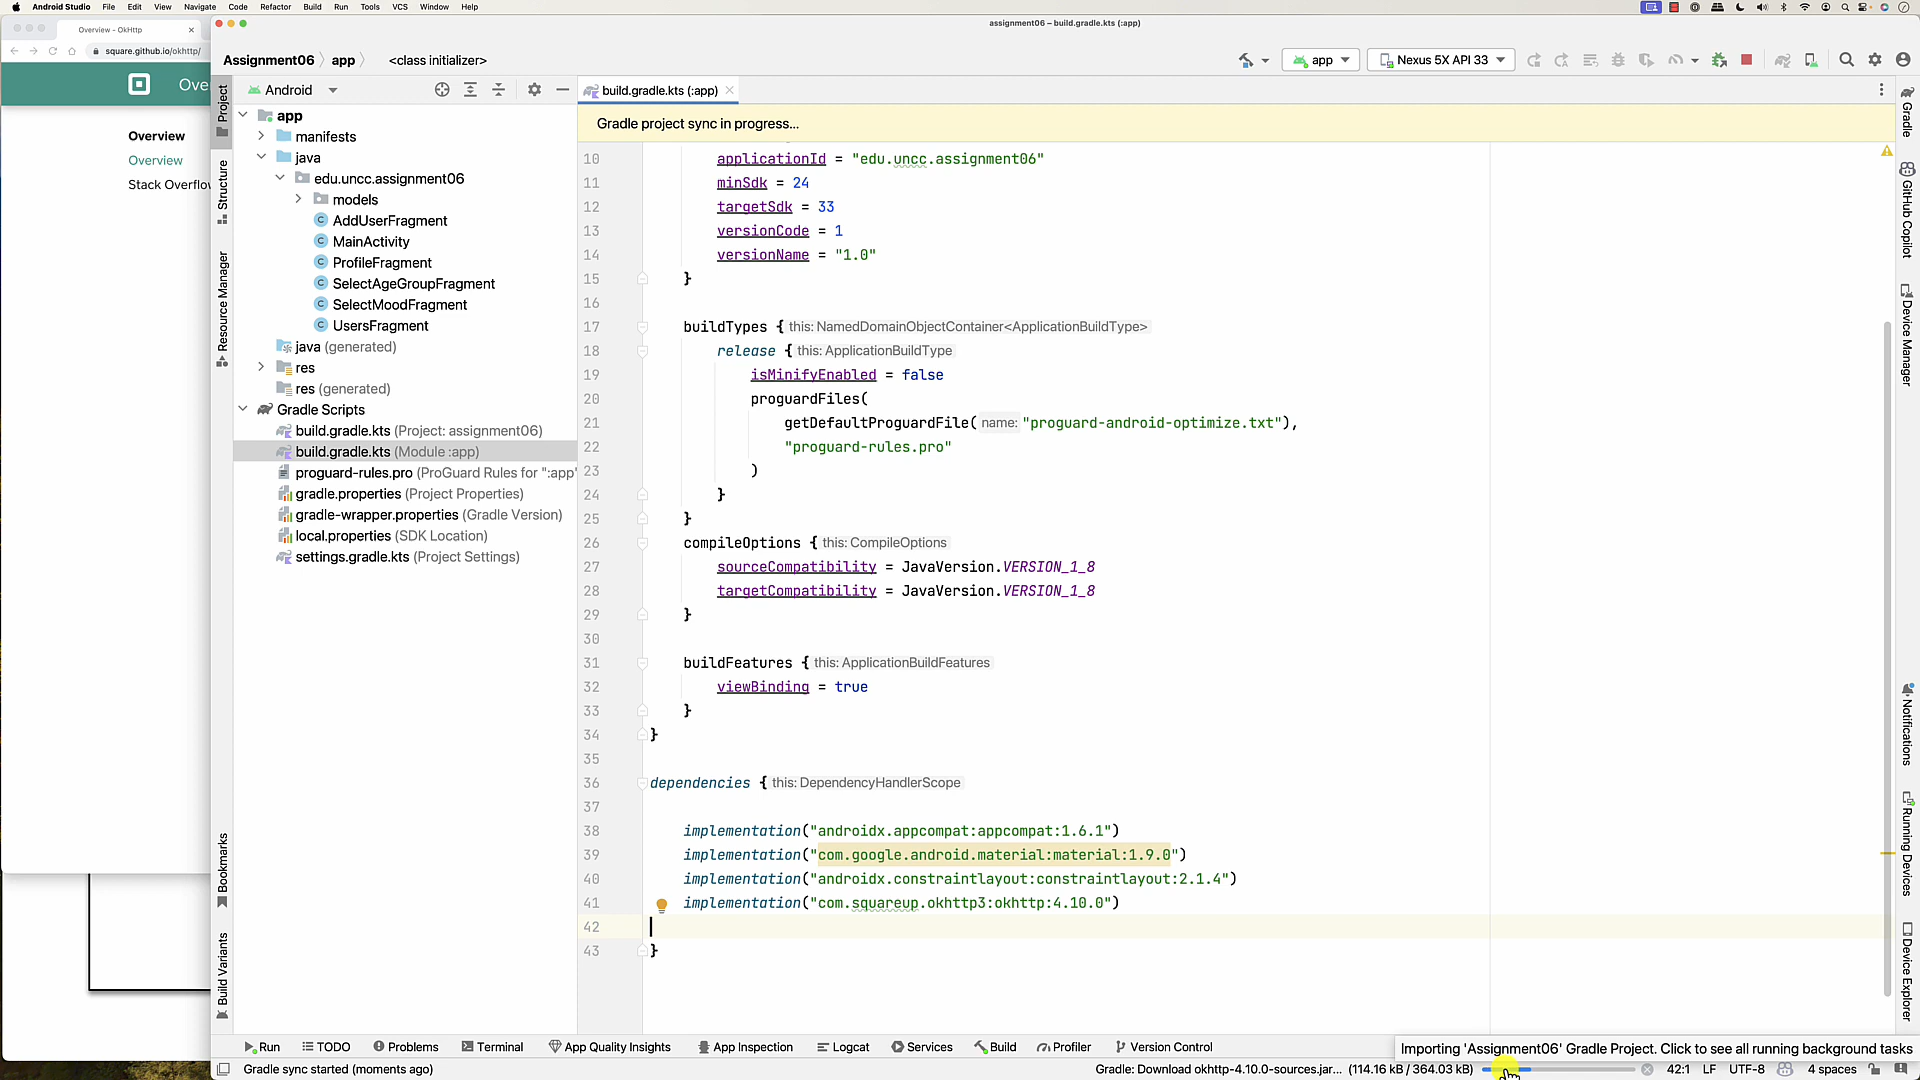 Android Studio File Edit View Navigate Code Refactor Build Run Tools VCS Window Help
Overview - OkHttp
square.github.io/okhttp/
Ove
Overview
Overview
Stack Overflow
assignment06 – build.gradle.kts (:app)
Assignment06 app <class initializer>
app
Nexus 5X API 33
Project
Structure
Resource Manager
Bookmarks
Build Variants
Android
app
manifests
java
edu.uncc.assignment06
models
AddUserFragment
MainActivity
ProfileFragment
SelectAgeGroupFragment
SelectMoodFragment
UsersFragment
java (generated)
res
res (generated)
Gradle Scripts
build.gradle.kts (Project: assignment06)
build.gradle.kts (Module :app)
proguard-rules.pro (ProGuard Rules for ":app"
gradle.properties (Project Properties)
gradle-wrapper.properties (Gradle Version)
local.properties (SDK Location)
settings.gradle.kts (Project Settings)
build.gradle.kts (:app)
Gradle project sync in progress...
10 applicationId = "edu.uncc.assignment06"
11 minSdk = 24
12 targetSdk = 33
13 versionCode = 1
14 versionName = "1.0"
15 }
16
17 buildTypes { this: NamedDomainObjectContainer<ApplicationBuildType>
18 release { this: ApplicationBuildType
19 isMinifyEnabled = false
20 proguardFiles(
21 getDefaultProguardFile( name: "proguard-android-optimize.txt"),
22 "proguard-rules.pro"
23 )
24 }
25 }
26 compileOptions { this: CompileOptions
27 sourceCompatibility = JavaVersion.VERSION_1_8
28 targetCompatibility = JavaVersion.VERSION_1_8
29 }
30
31 buildFeatures { this: ApplicationBuildFeatures
32 viewBinding = true
33 }
34 }
35
36 dependencies { this: DependencyHandlerScope
37
38 implementation("androidx.appcompat:appcompat:1.6.1")
39 implementation("com.google.android.material:material:1.9.0")
40 implementation("androidx.constraintlayout:constraintlayout:2.1.4")
41 implementation("com.squareup.okhttp3:okhttp:4.10.0")
42
43 }
Gradle
GitHub Copilot
Device Manager
Notifications
Running Devices
Device Explorer
Run TODO Problems Terminal App Quality Insights App Inspection Logcat Services Build Profiler Version Control
Importing 'Assignment06' Gradle Project. Click to see all running background tasks
Gradle sync started (moments ago)
Gradle: Download okhttp-4.10.0-sources.jar... (114.16 kB / 364.03 kB)
42:1 LF UTF-8 4 spaces